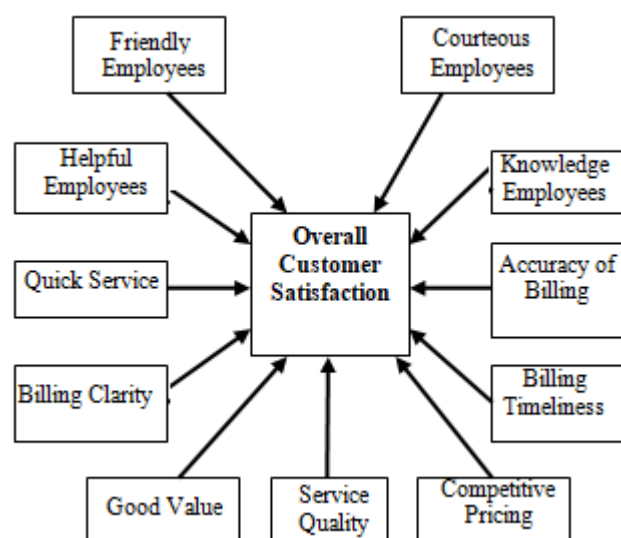 Friendly
Employees
Courteous
Employees
Helpful
Employees
Knowledge
Employees
Overall
Customer
Satisfaction
Quick Service
Accuracy of
Billing
Billing Clarity
Billing
Timeliness
Good Value
Service
Quality
Competitive
Pricing